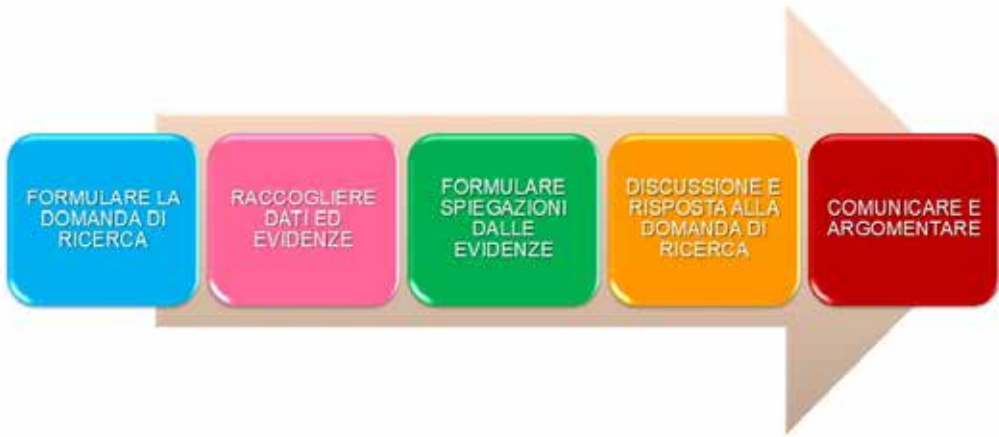 FORMULARE LA
DOMANDA DI
RICERCA
RACCOGLIERE
DATI ED
EVIDENZE
FORMULARE
SPIEGAZIONI
DALLE
EVIDENZE
DISCUSSIONE E
RISPOSTA ALLA
DOMANDA DI
RICERCA
COMUNICARE E
ARGOMENTARE